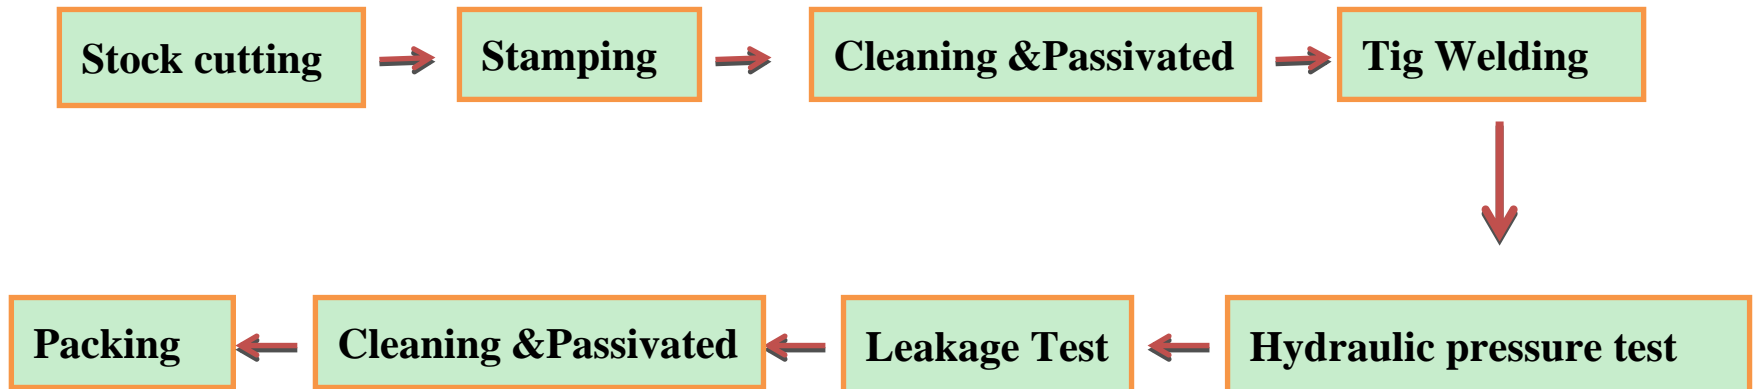 Stock cutting
Stamping
Cleaning &Passivated
Tig Welding
Hydraulic pressure test
Leakage Test
Cleaning &Passivated
Packing